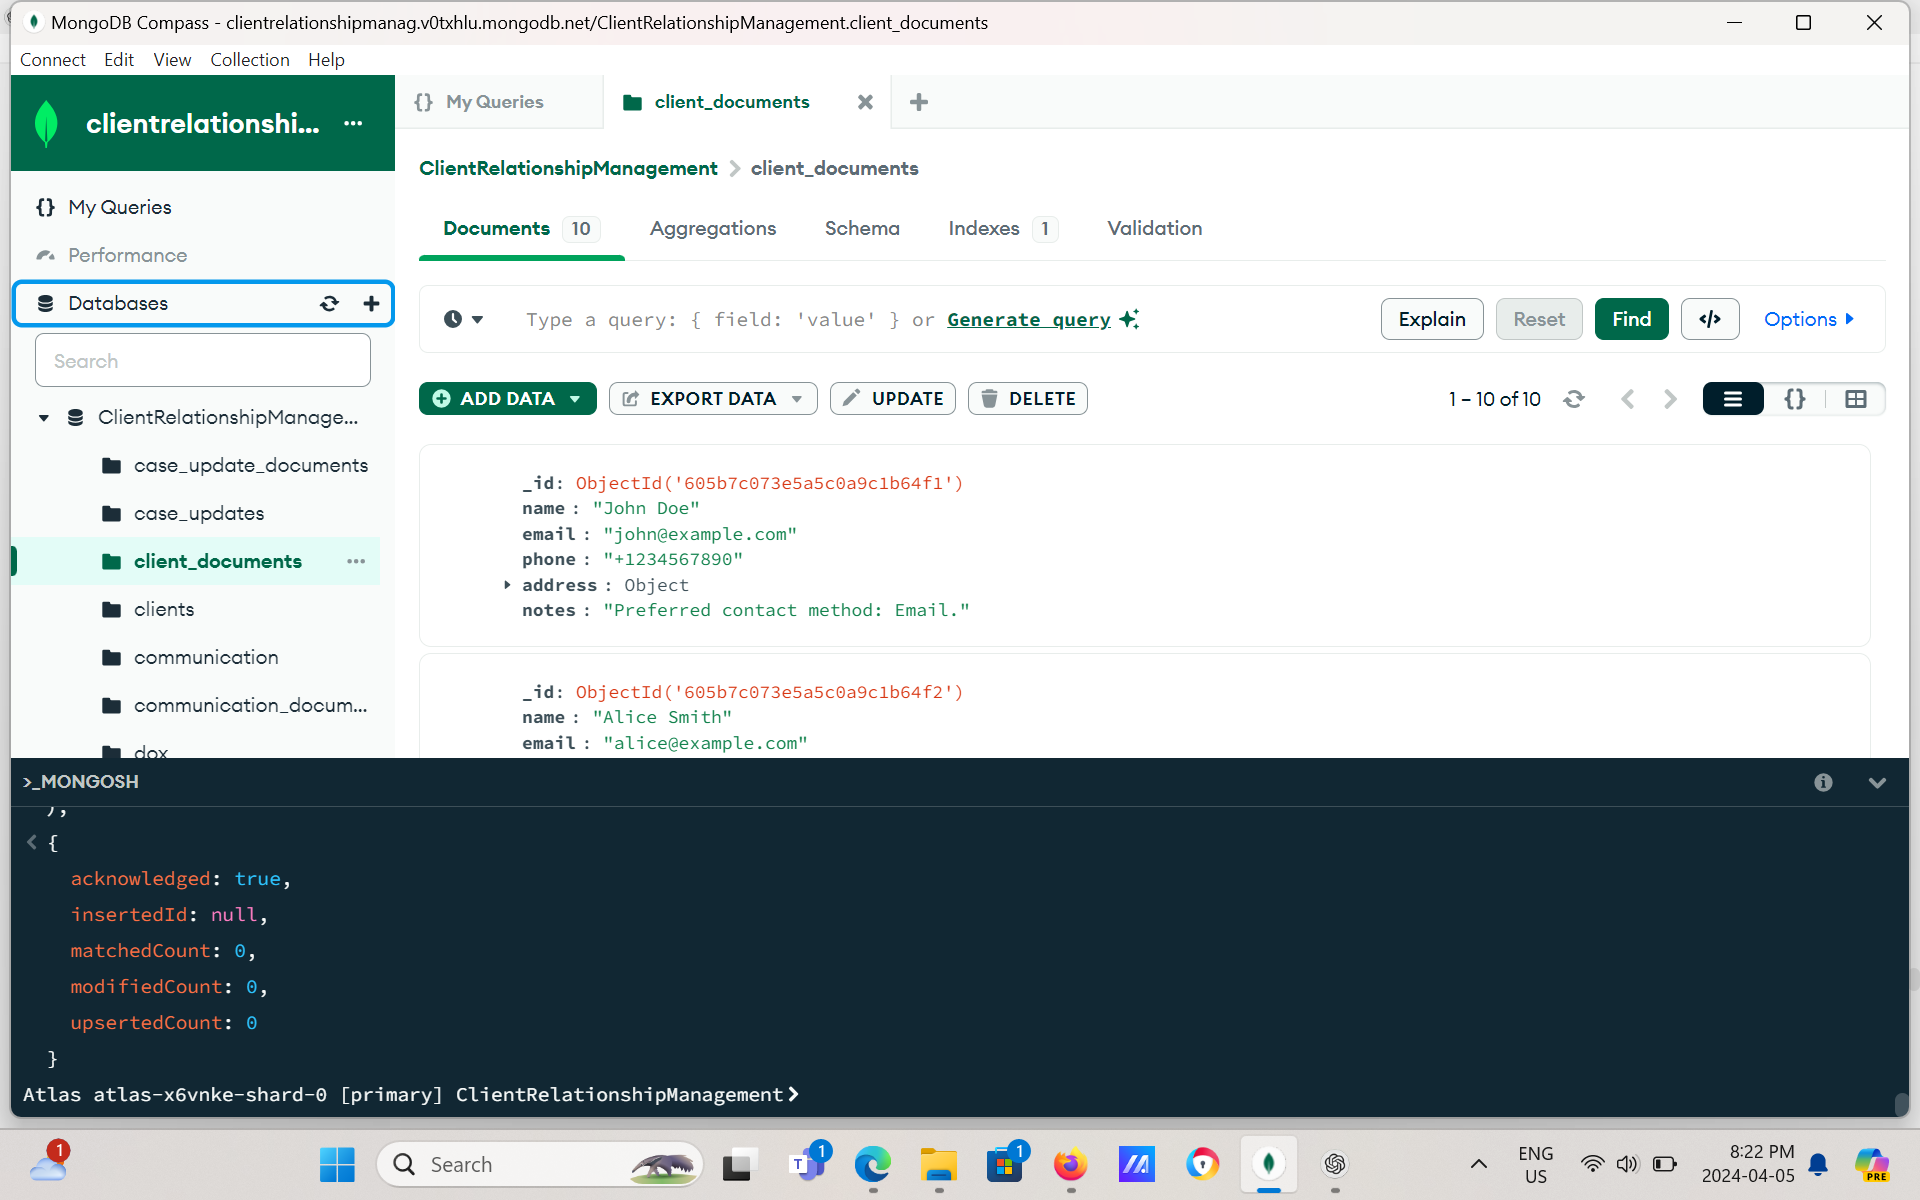 MongoDB Compass - clientrelationshipmanag.v0txhlu.mongodb.net/ClientRelationshipManagement.client_documents
Connect Edit View Collection Help
clientrelationshi... ...
{} My Queries
client_documents
ClientRelationshipManagement > client_documents
My Queries
Performance
Databases
Search
ClientRelationshipManage...
case_update_documents
case_updates
client_documents ...
clients
communication
communication_docum...
dox
Documents 10 Aggregations Schema Indexes 1 Validation
Type a query: { field: 'value' } or Generate query
Explain Reset Find </> Options
ADD DATA EXPORT DATA UPDATE DELETE
1 – 10 of 10 {}
_id: ObjectId('605b7c073e5a5c0a9c1b64f1')
name : "John Doe"
email : "john@example.com"
phone : "+1234567890"
address : Object
notes : "Preferred contact method: Email."
_id: ObjectId('605b7c073e5a5c0a9c1b64f2')
name : "Alice Smith"
email : "alice@example.com"
>_MONGOSH
),
< {
acknowledged: true,
insertedId: null,
matchedCount: 0,
modifiedCount: 0,
upsertedCount: 0
}
Atlas atlas-x6vnke-shard-0 [primary] ClientRelationshipManagement>
1
Search
T 1
1
ENG
US
8:22 PM
2024-04-05
PRE